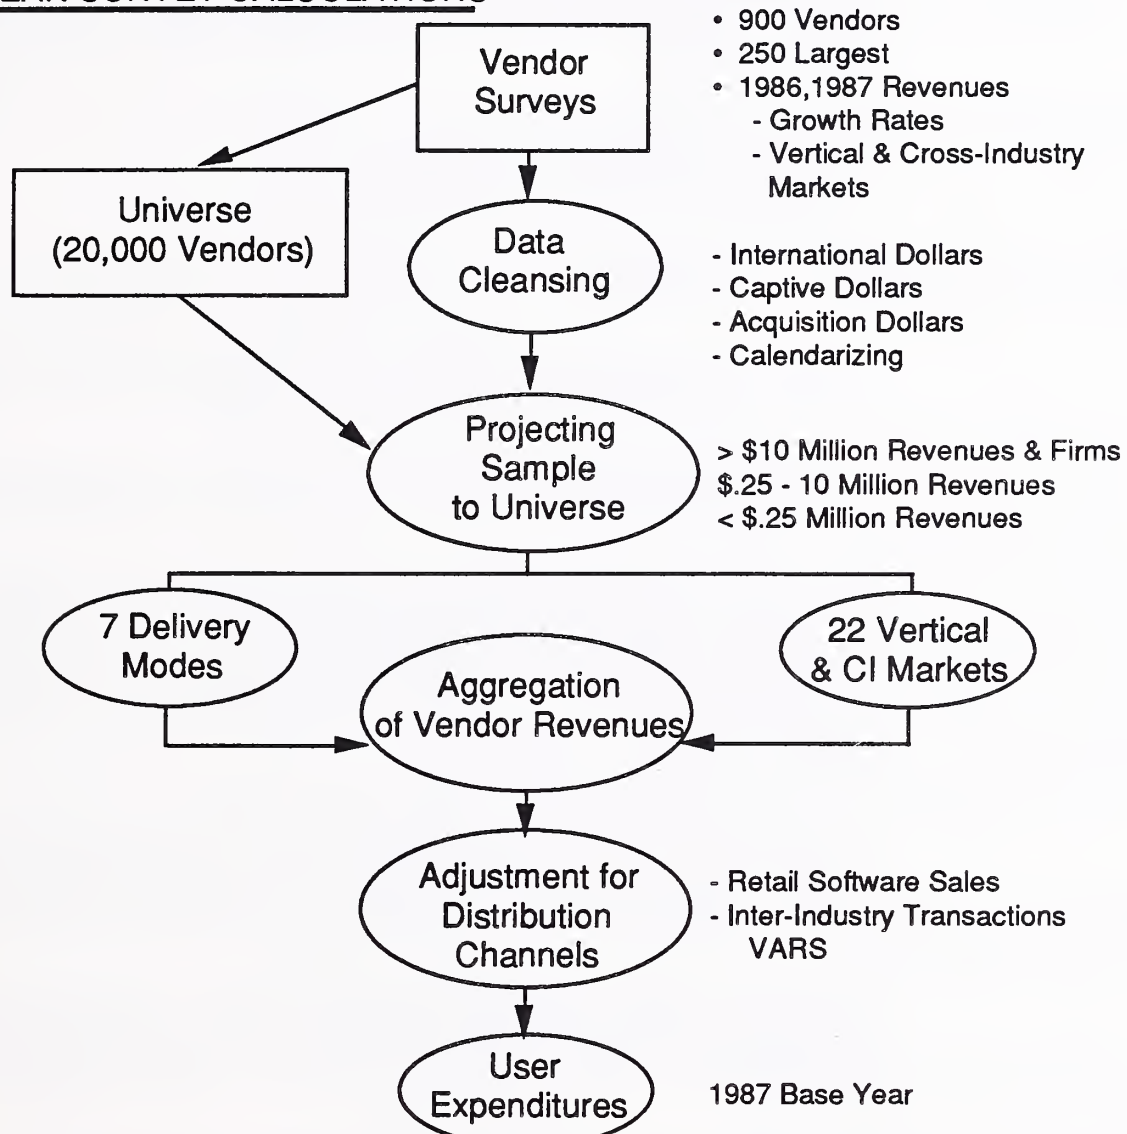 SURVEY CALCULATIONS
Vendor
Surveys
• 900 Vendors
• 250 Largest
• 1986,1987 Revenues
- Growth Rates
- Vertical & Cross-Industry
Markets
Universe
(20,000 Vendors)
Data
Cleansing
- International Dollars
- Captive Dollars
- Acquisition Dollars
- Calendarizing
Projecting
Sample
to Universe
> $10 Million Revenues & Firms
$.25 - 10 Million Revenues
< $.25 Million Revenues
7 Delivery
Modes
22 Vertical
& CI Markets
Aggregation
of Vendor Revenues
Adjustment for
Distribution
Channels
- Retail Software Sales
- Inter-Industry Transactions
VARS
User
Expenditures
1987 Base Year